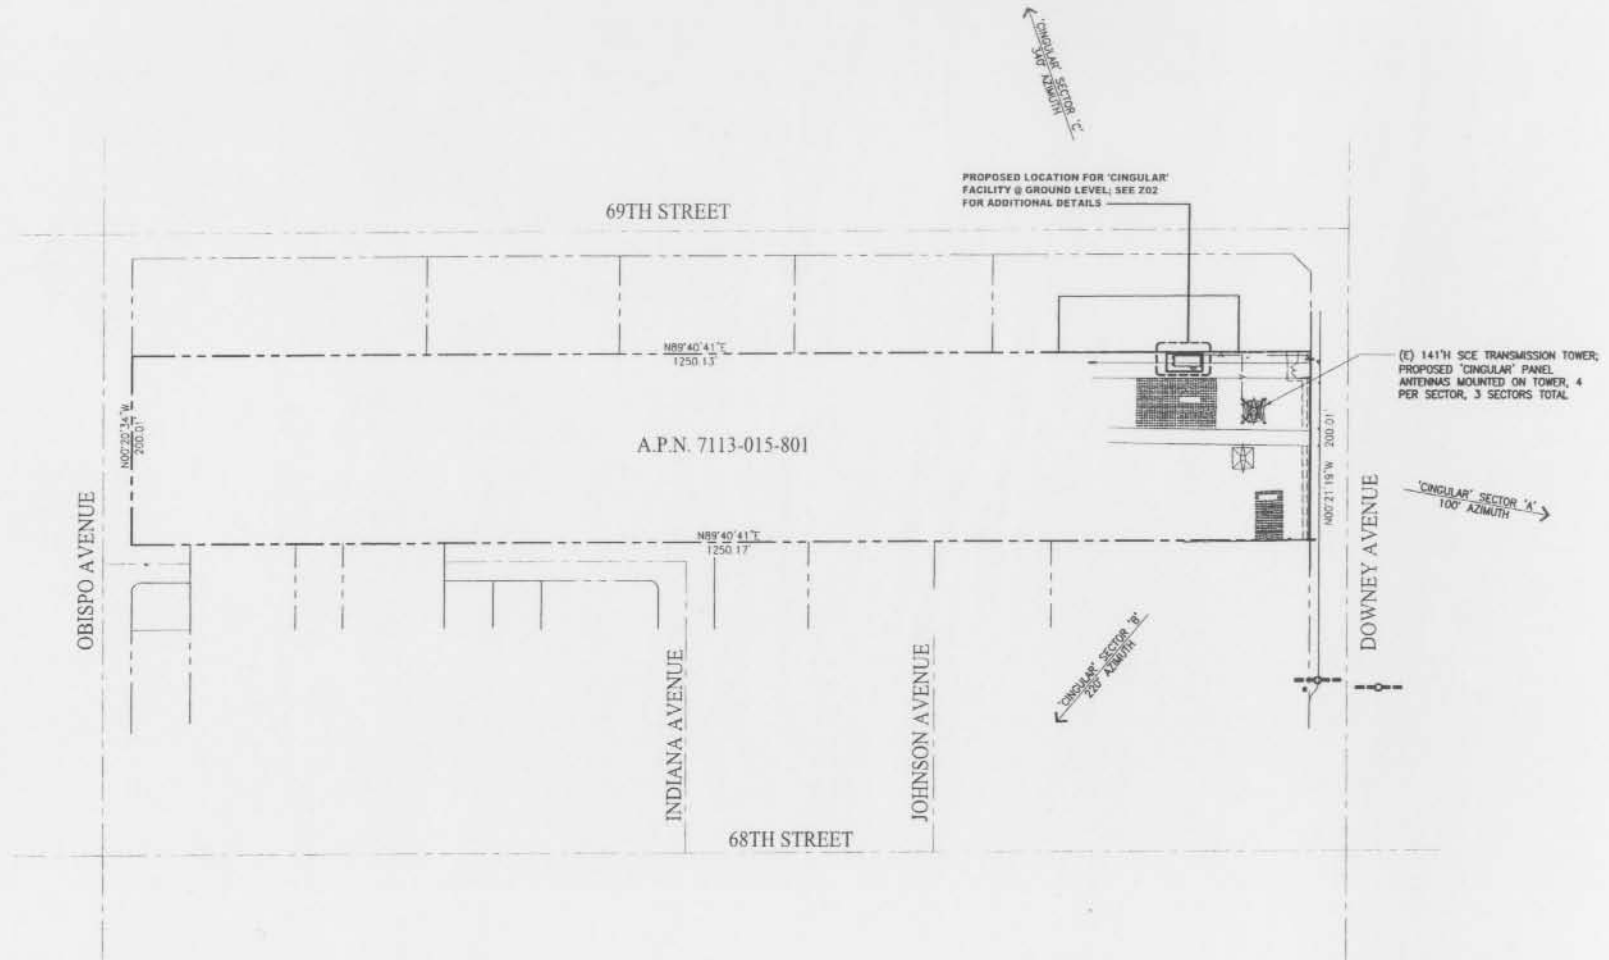 'CINGULAR' SECTOR 'C'
340° AZIMUTH
PROPOSED LOCATION FOR 'CINGULAR'
FACILITY @ GROUND LEVEL; SEE Z02
FOR ADDITIONAL DETAILS
69TH STREET
N89°40'41"E
1250.13'
(E) 141'H SCE TRANSMISSION TOWER;
PROPOSED 'CINGULAR' PANEL
ANTENNAS MOUNTED ON TOWER, 4
PER SECTOR, 3 SECTORS TOTAL
N00°20'34"W
200.01'
A.P.N. 7113-015-801
N00°21'19"W 200.01'
'CINGULAR' SECTOR 'A'
100° AZIMUTH
OBISPO AVENUE
DOWNEY AVENUE
N89°40'41"E
1250.17'
'CINGULAR' SECTOR 'B'
220° AZIMUTH
INDIANA AVENUE
JOHNSON AVENUE
68TH STREET